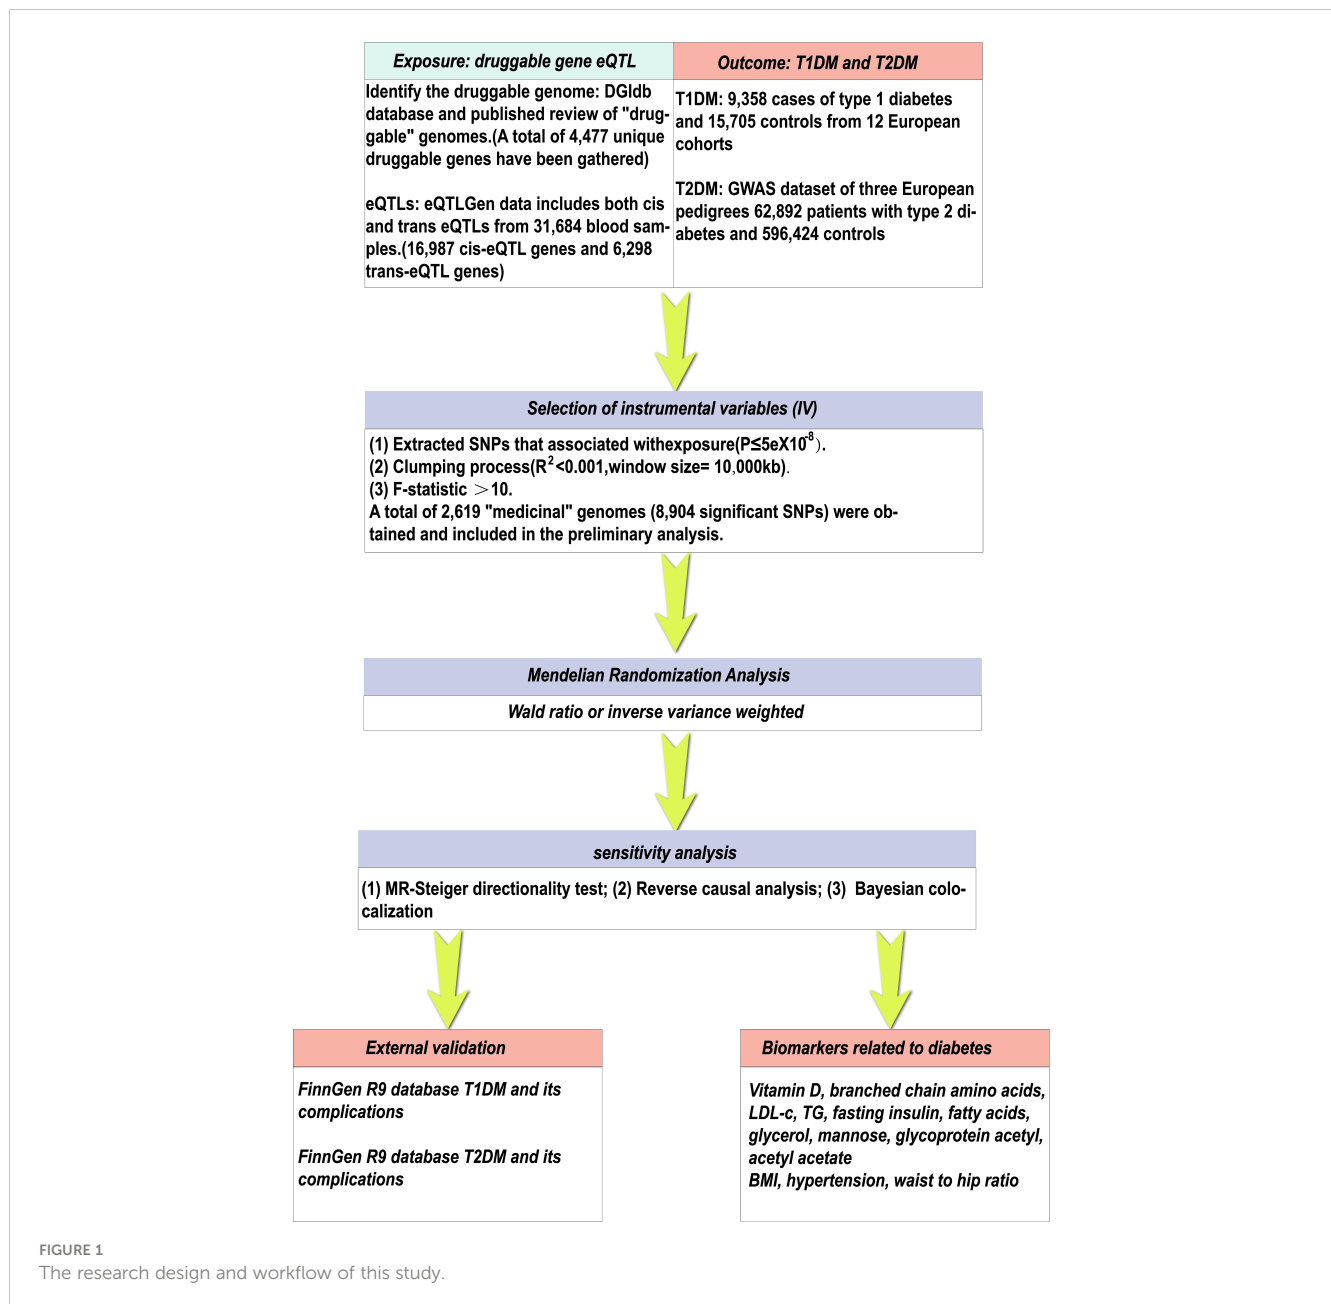 Exposure: druggable gene eQTL
Identify the druggable genome: DGIdb
database and published review of "drug-
gable" genomes.(A total of 4,477 unique
druggable genes have been gathered)
eQTLs: eQTLGen data includes both cis
and trans eQTLs from 31,684 blood sam-
ples.(16,987 cis-eQTL genes and 6,298
trans-eQTL genes)
Outcome: T1DM and T2DM
T1DM: 9,358 cases of type 1 diabetes
and 15,705 controls from 12 European
cohorts
T2DM: GWAS dataset of three European
pedigrees 62,892 patients with type 2 di-
abetes and 596,424 controls
Selection of instrumental variables (IV)
(1) Extracted SNPs that associated withexposure(P≤5eX10⁻⁸).
(2) Clumping process(R²<0.001,window size= 10,000kb).
(3) F-statistic ＞10.
A total of 2,619 "medicinal" genomes (8,904 significant SNPs) were ob-
tained and included in the preliminary analysis.
Mendelian Randomization Analysis
Wald ratio or inverse variance weighted
sensitivity analysis
(1) MR-Steiger directionality test; (2) Reverse causal analysis; (3) Bayesian colo-
calization
External validation
FinnGen R9 database T1DM and its
complications
FinnGen R9 database T2DM and its
complications
Biomarkers related to diabetes
Vitamin D, branched chain amino acids,
LDL-c, TG, fasting insulin, fatty acids,
glycerol, mannose, glycoprotein acetyl,
acetyl acetate
BMI, hypertension, waist to hip ratio
FIGURE 1
The research design and workflow of this study.